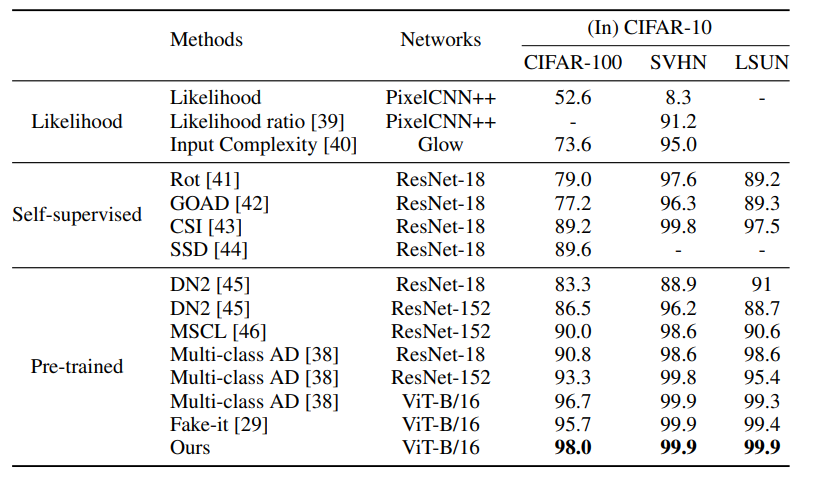 Methods Networks (In) CIFAR-10
CIFAR-100 SVHN LSUN
Likelihood Likelihood PixelCNN++ 52.6 8.3 -
Likelihood ratio [39] PixelCNN++ - 91.2
Input Complexity [40] Glow 73.6 95.0
Self-supervised Rot [41] ResNet-18 79.0 97.6 89.2
GOAD [42] ResNet-18 77.2 96.3 89.3
CSI [43] ResNet-18 89.2 99.8 97.5
SSD [44] ResNet-18 89.6 - -
Pre-trained DN2 [45] ResNet-18 83.3 88.9 91
DN2 [45] ResNet-152 86.5 96.2 88.7
MSCL [46] ResNet-152 90.0 98.6 90.6
Multi-class AD [38] ResNet-18 90.8 98.6 98.6
Multi-class AD [38] ResNet-152 93.3 99.8 95.4
Multi-class AD [38] ViT-B/16 96.7 99.9 99.3
Fake-it [29] ViT-B/16 95.7 99.9 99.4
Ours ViT-B/16 98.0 99.9 99.9